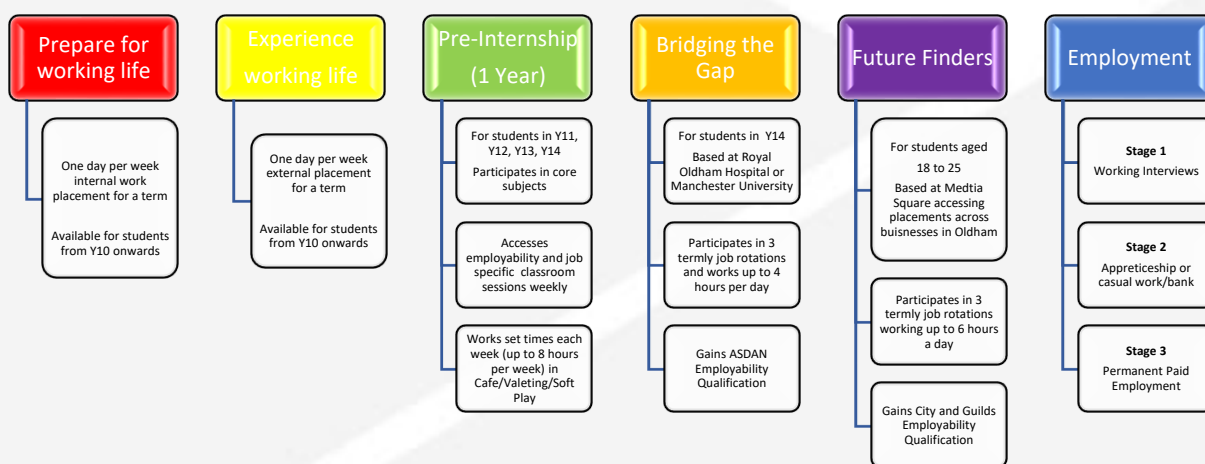 Prepare for
working life
One day per week
internal work
placement for a term
Available for students
from Y10 onwards
Experience
working life
One day per week
external placement
for a term
Available for students
from Y10 onwards
Pre-Internship
(1 Year)
For students in Y11,
Y12, Y13, Y14
Participates in core
subjects
Accesses
employability and job
specific classroom
sessions weekly
Works set times each
week (up to 8 hours
per week) in
Cafe/Valeting/Soft
Play
Bridging the
Gap
For students in Y14
Based at Royal
Oldham Hospital or
Manchester University
Participates in 3
termly job rotations
and works up to 4
hours per day
Gains ASDAN
Employability
Qualification
Future Finders
For students aged
18 to 25
Based at Medtia
Square accessing
placements across
buisnesses in Oldham
Participates in 3
termly job rotations
working up to 6 hours
a day
Gains City and Guilds
Employability
Qualification
Employment
Stage 1
Working Interviews
Stage 2
Appreticeship or
casual work/bank
Stage 3
Permanent Paid
Employment